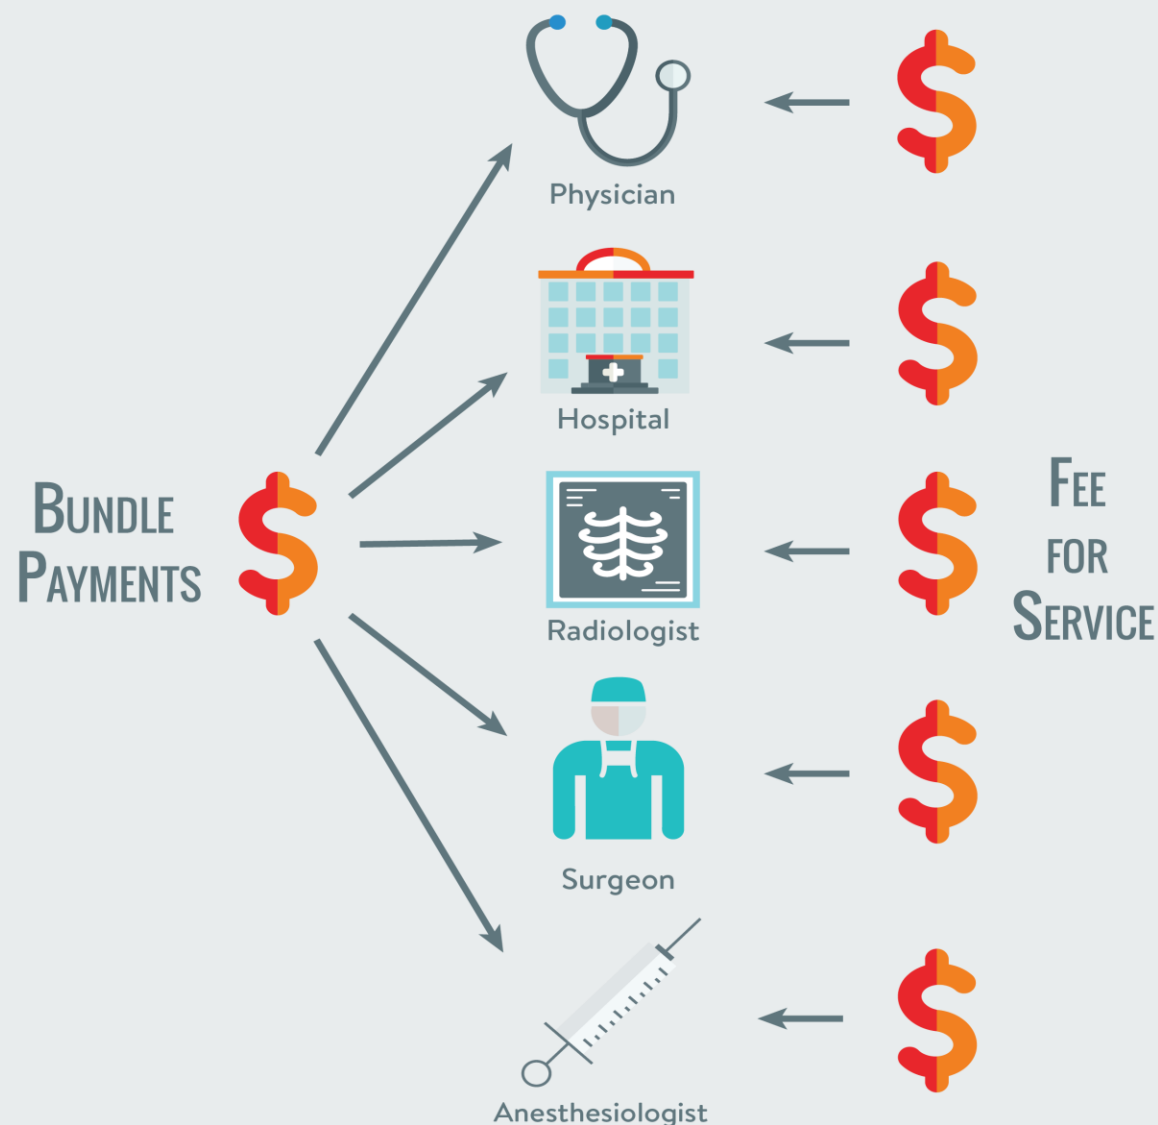 Physician
Hospital
BUNDLE
PAYMENTS
FEE
FOR
SERVICE
Radiologist
Surgeon
Anesthesiologist